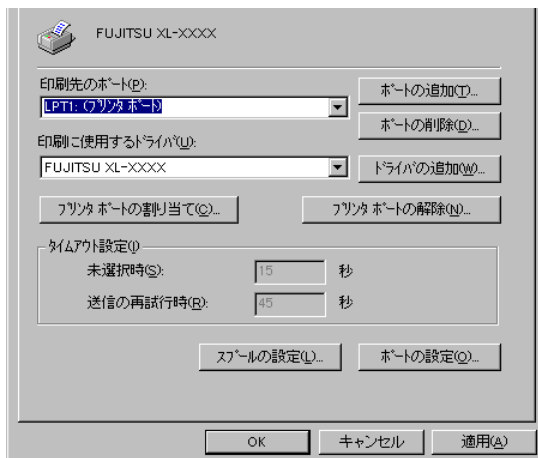 FUJITSU XL-XXXX
印刷先のポート(P):
LPT1: (プリンタ ポート)
ポートの追加(T)...
ポートの削除(D)...
印刷に使用するドライバ(U):
FUJITSU XL-XXXX
ドライバの追加(W)...
プリンタ ポートの割り当て(C)...
プリンタ ポートの解除(N)...
タイムアウト設定(I)
未選択時(S):
15
秒
送信の再試行時(R):
45
秒
スプールの設定(L)...
ポートの設定(O)...
OK
キャンセル
適用(A)